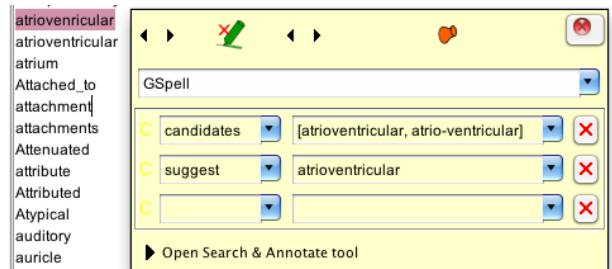 atriovenricular
atrioventricular
atrium
Attached_to
attachment
attachments
Attenuated
attribute
Attributed
Atypical
auditory
auricle
GSpell
C candidates [atrioventricular, atrio-ventricular]
C suggest atrioventricular
C
Open Search & Annotate tool